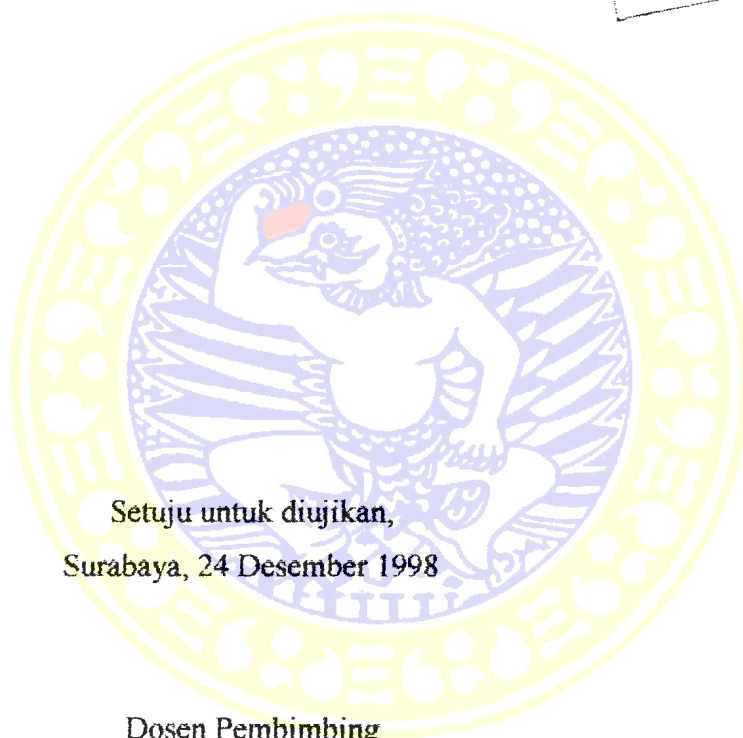 Setuju untuk diujikan,
Surabaya, 24 Desember 1998
Dosen Pembimbing